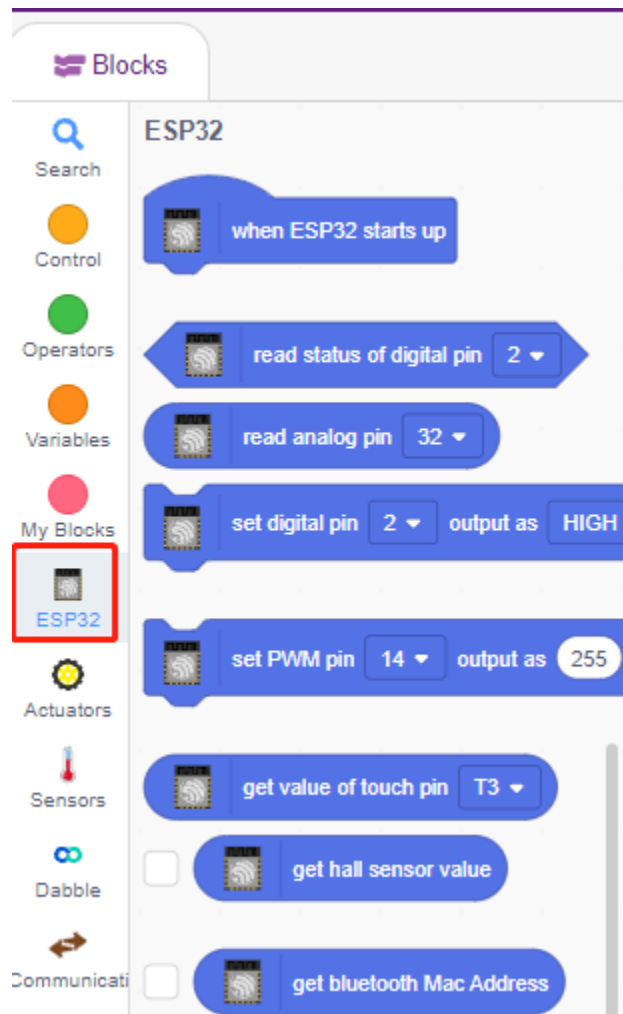 Blocks
Search
Control
Operators
Variables
My Blocks
ESP32
Actuators
Sensors
Dabble
Communicati
ESP32
when ESP32 starts up
read status of digital pin 2
read analog pin 32
set digital pin 2 output as HIGH
set PWM pin 14 output as 255
get value of touch pin T3
get hall sensor value
get bluetooth Mac Address